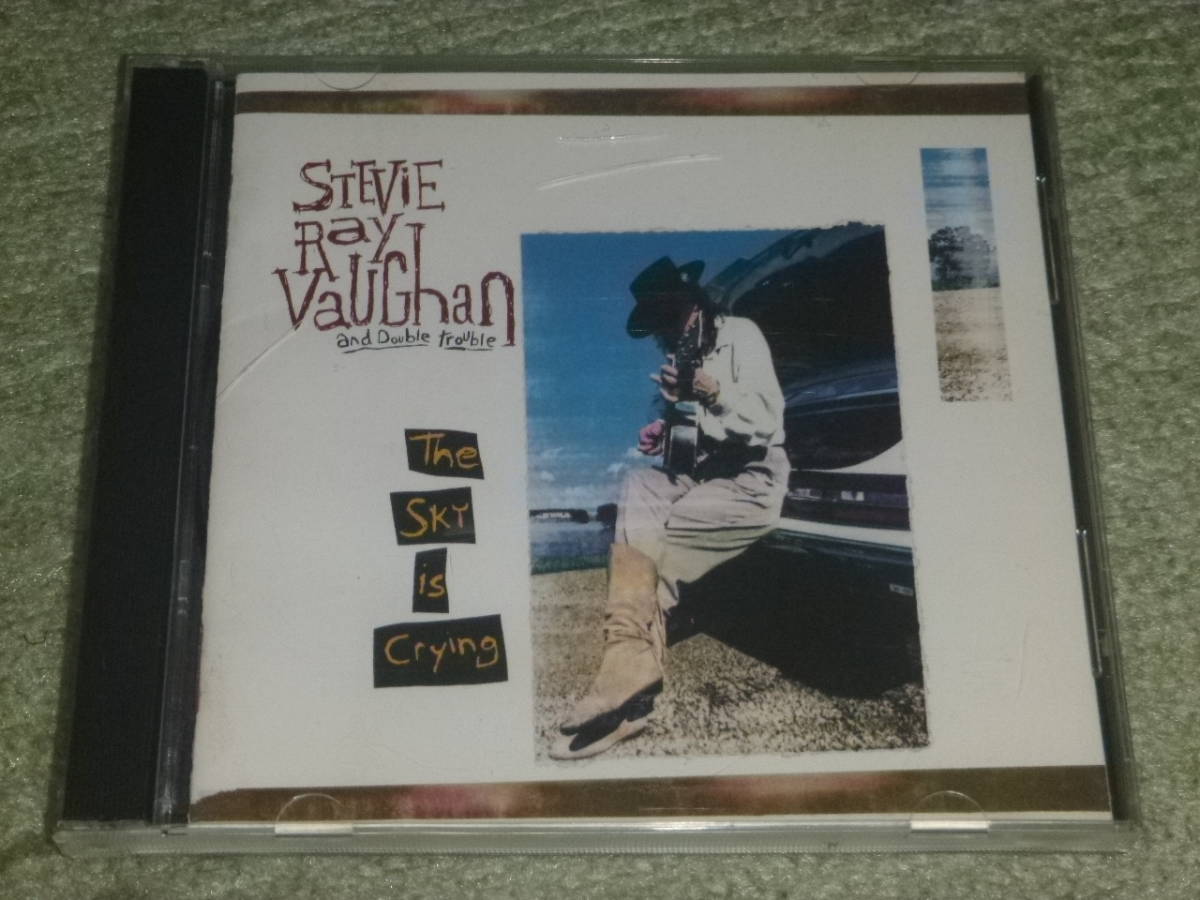 STEVIE
RaY
VaUGhan
and Double trouble
The
SKY
is
Crying